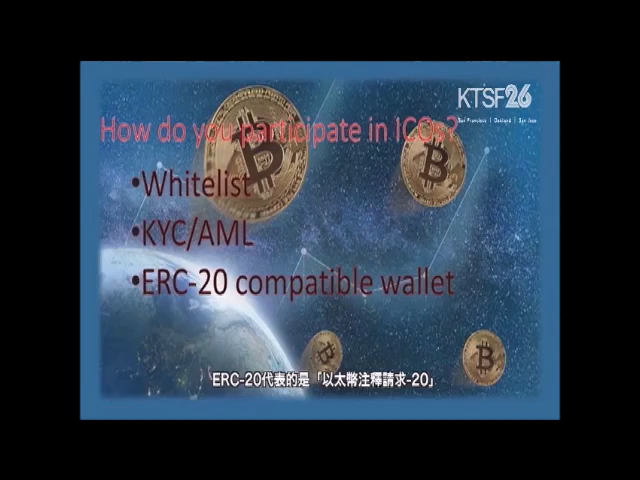 KTSF26
San Francisco | Oakland | San Jose
How do you participate in ICOs?
•Whitelist
•KYC/AML
•ERC-20 compatible wallet
ERC-20代表的是「以太幣注釋請求-20」